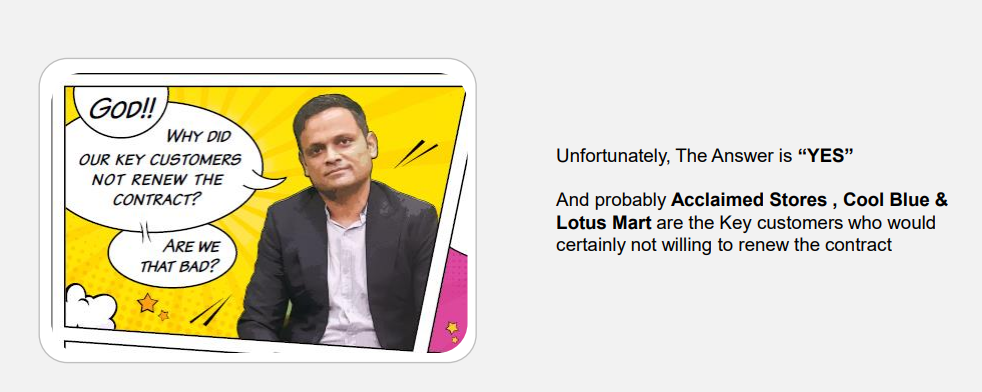 GOD!!
WHY DID
OUR KEY CUSTOMERS
NOT RENEW THE
CONTRACT?
ARE WE
THAT BAD?
Unfortunately, The Answer is “YES”
And probably Acclaimed Stores , Cool Blue &
Lotus Mart are the Key customers who would
certainly not willing to renew the contract